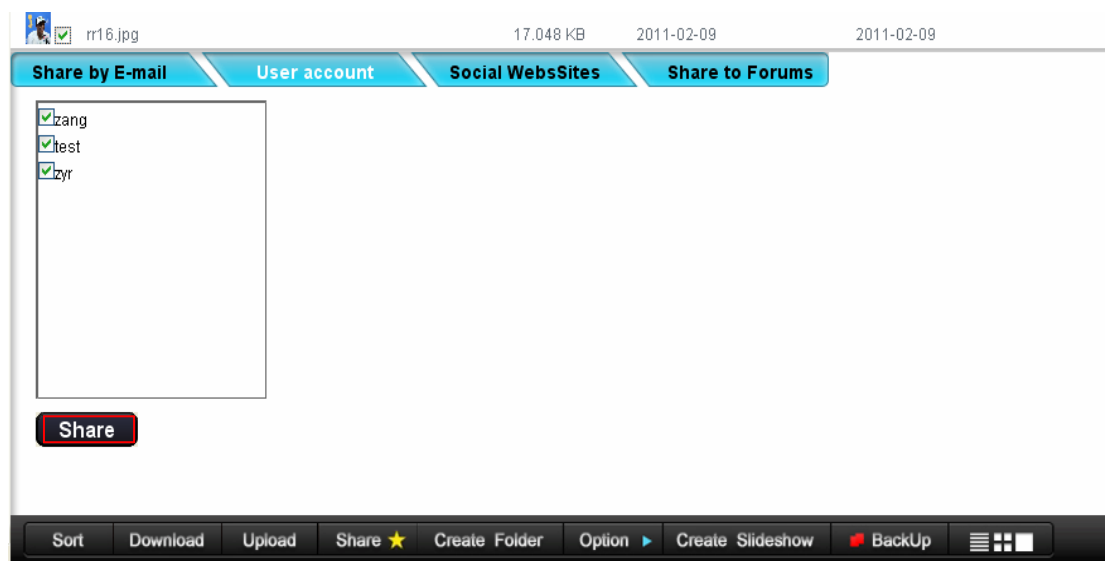 rr16.jpg 17.048 KB 2011-02-09 2011-02-09
Share by E-mail User account Social WebsSites Share to Forums
zang
test
zyr
Share
Sort Download Upload Share Create Folder Option Create Slideshow BackUp